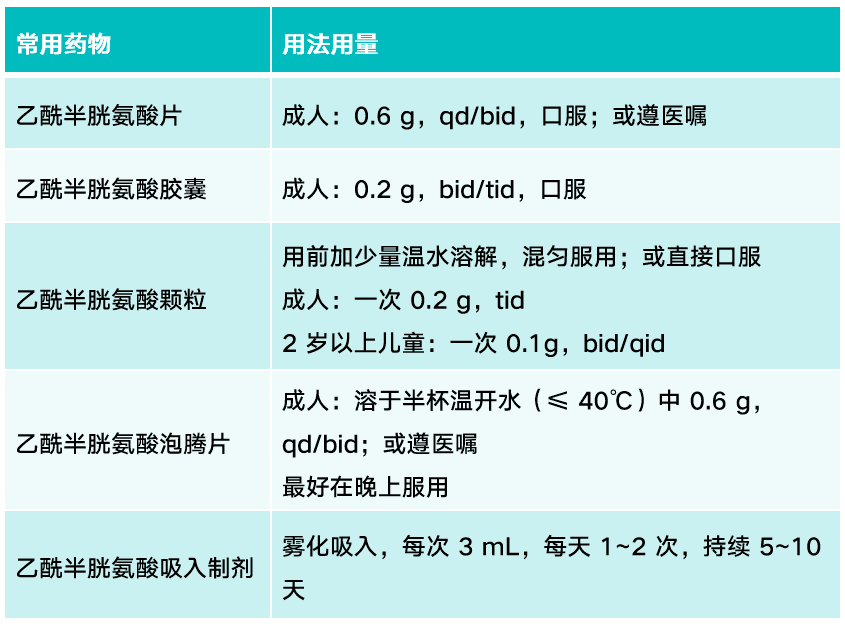 常用药物
用法用量
乙酰半胱氨酸片
成人：0.6 g，qd/bid，口服；或遵医嘱
乙酰半胱氨酸胶囊
成人：0.2 g，bid/tid，口服
乙酰半胱氨酸颗粒
用前加少量温水溶解，混匀服用；或直接口服
成人：一次 0.2 g，tid
2 岁以上儿童：一次 0.1g，bid/qid
乙酰半胱氨酸泡腾片
成人：溶于半杯温开水（≤ 40℃）中 0.6 g，
qd/bid；或遵医嘱
最好在晚上服用
乙酰半胱氨酸吸入制剂
雾化吸入，每次 3 mL，每天 1~2 次，持续 5~10
天